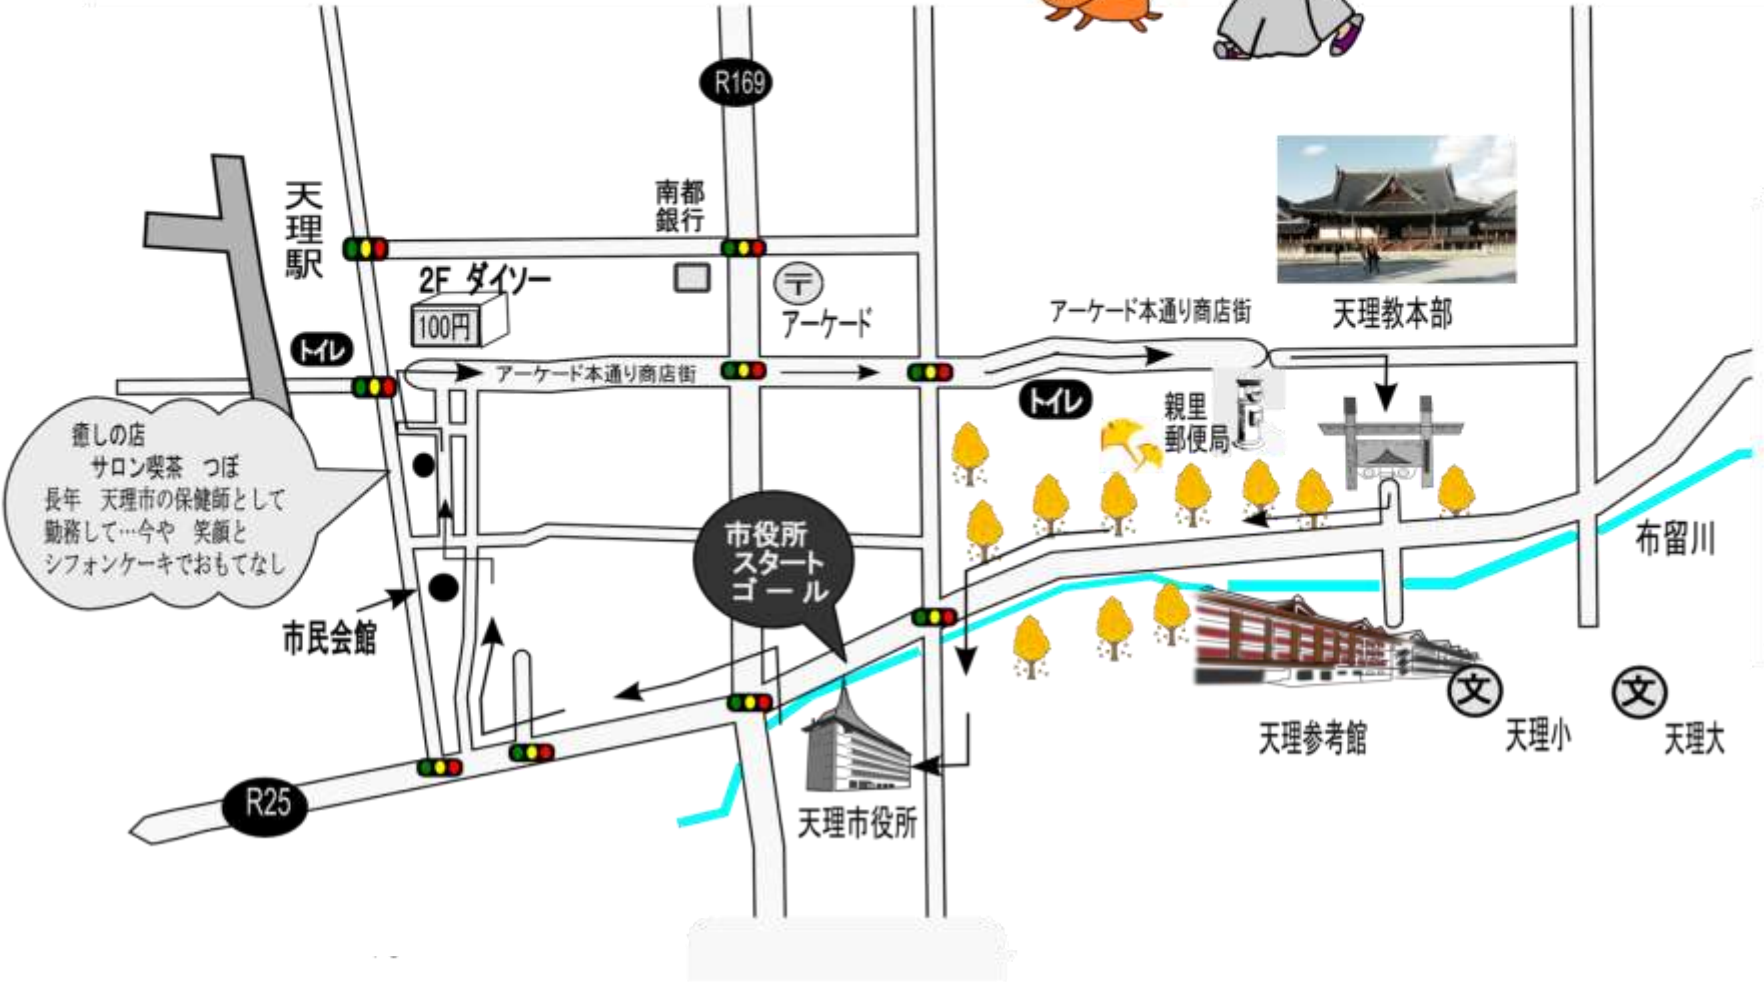 R169
天理駅
南都
銀行
2F ダイソー
100円
〒
アーケード
アーケード本通り商店街
天理教本部
トイレ
アーケード本通り商店街
トイレ
親里
郵便局
癒しの店
サロン喫茶 つぼ
長年 天理市の保健師として
勤務して…今や 笑顔と
シフォンケーキでおもてなし
市役所
スタート
ゴール
布留川
市民会館
文
文
天理参考館
天理小
天理大
R25
天理市役所